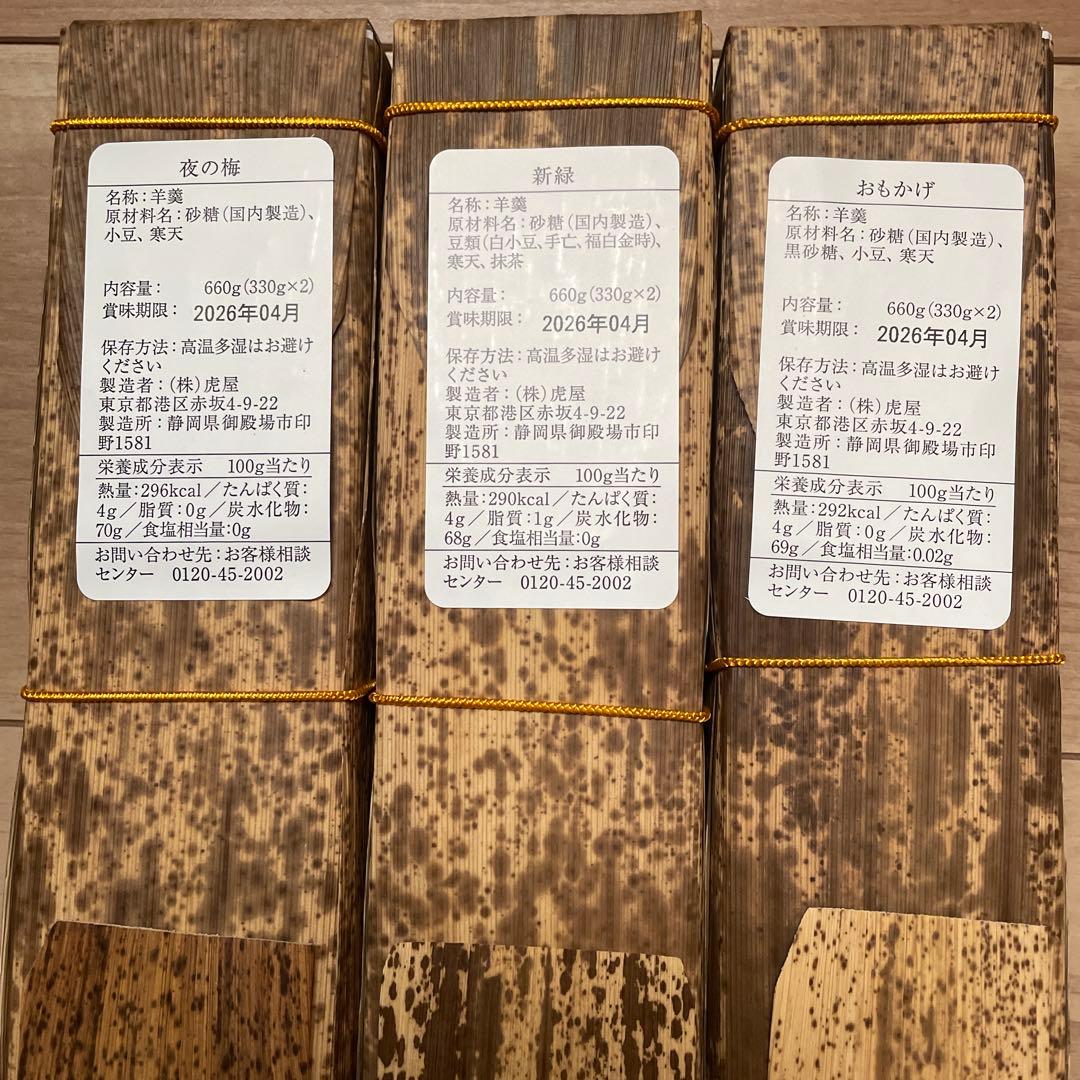 夜の梅
名称：羊羹
原材料名：砂糖（国内製造）、
小豆、寒天
内容量： 660g（330g×2）
賞味期限： 2026年04月
保存方法：高温多湿はお避け
ください
製造者：（株）虎屋
東京都港区赤坂4-9-22
製造所：静岡県御殿場市印
野1581
栄養成分表示 100g当たり
熱量：296kcal／たんぱく質：
4g／脂質：0g／炭水化物：
70g／食塩相当量：0g
お問い合わせ先：お客様相談
センター 0120-45-2002
新緑
名称：羊羹
原材料名：砂糖（国内製造）、
豆類（白小豆、手亡、福白金時）、
寒天、抹茶
内容量： 660g（330g×2）
賞味期限： 2026年04月
保存方法：高温多湿はお避け
ください
製造者：（株）虎屋
東京都港区赤坂4-9-22
製造所：静岡県御殿場市印
野1581
栄養成分表示 100g当たり
熱量：290kcal／たんぱく質：
4g／脂質：1g／炭水化物：
68g／食塩相当量：0g
お問い合わせ先：お客様相談
センター 0120-45-2002
おもかげ
名称：羊羹
原材料名：砂糖（国内製造）、
黒砂糖、小豆、寒天
内容量： 660g（330g×2）
賞味期限： 2026年04月
保存方法：高温多湿はお避け
ください
製造者：（株）虎屋
東京都港区赤坂4-9-22
製造所：静岡県御殿場市印
野1581
栄養成分表示 100g当たり
熱量：292kcal／たんぱく質：
4g／脂質：0g／炭水化物：
69g／食塩相当量：0.02g
お問い合わせ先：お客様相談
センター 0120-45-2002